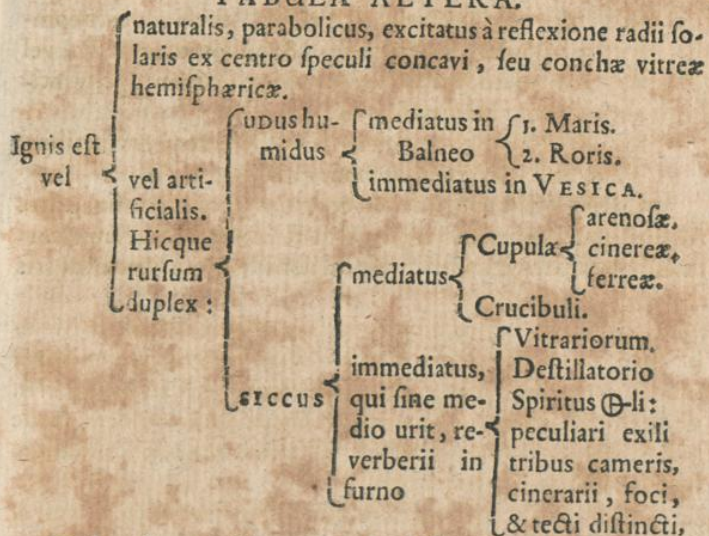 TABULA ALTERA.
naturalis, parabolicus, excitatus à reflexione radii ſo-
laris ex centro ſpeculi concavi, ſeu conchæ vitreæ
hemiſphæricæ.
Ignis eſt
vel
vel arti-
ficialis.
Hicque
rurſum
duplex:
UDUS hu-
midus
mediatus in
Balneo
1. Maris.
2. Roris.
immediatus in VESICA.
SICCUS
mediatus
Cupulæ
arenoſæ,
cinereæ,
ferreæ.
Crucibuli.
immediatus,
qui ſine me-
dio urit, re-
verberii in
furno
Vitrariorum.
Deſtillatorio
Spiritus 🜨-li:
peculiari exili
tribus cameris,
cinerarii, foci,
& tecti diſtincti,